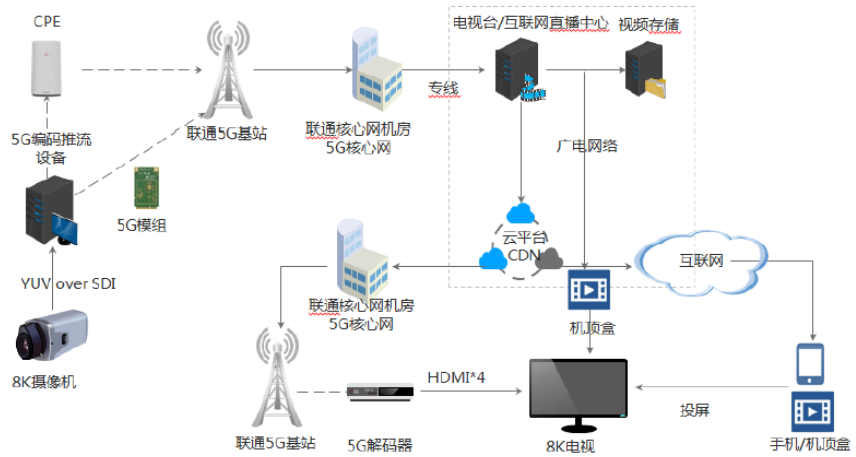 CPE
电视台/互联网直播中心
视频存储
专线
5G编码推流
设备
联通5G基站
联通核心网机房
5G核心网
广电网络
5G模组
云平台
CDN
互联网
YUV over SDI
联通核心网机房
5G核心网
机顶盒
8K摄像机
HDMI*4
投屏
联通5G基站
5G解码器
8K电视
手机/机顶盒